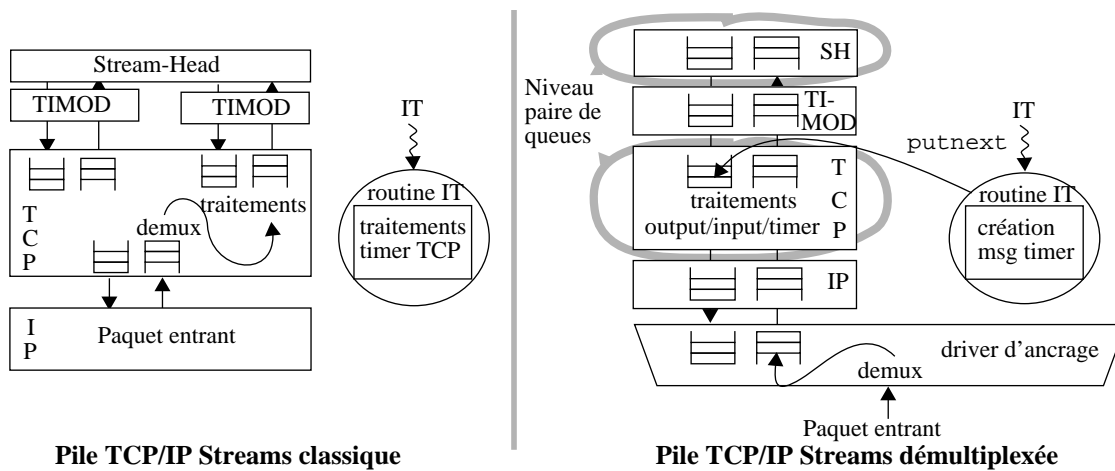 Stream-Head
TIMOD
TIMOD
T
C
P
demux
traitements
I
P
Paquet entrant
IT
routine IT
traitements
timer TCP
Pile TCP/IP Streams classique
SH
Niveau
paire de
queues
TI-
MOD
T
C
P
traitements
output/input/timer
putnext
IT
routine IT
création
msg timer
IP
driver d’ancrage
demux
Paquet entrant
Pile TCP/IP Streams démultiplexée